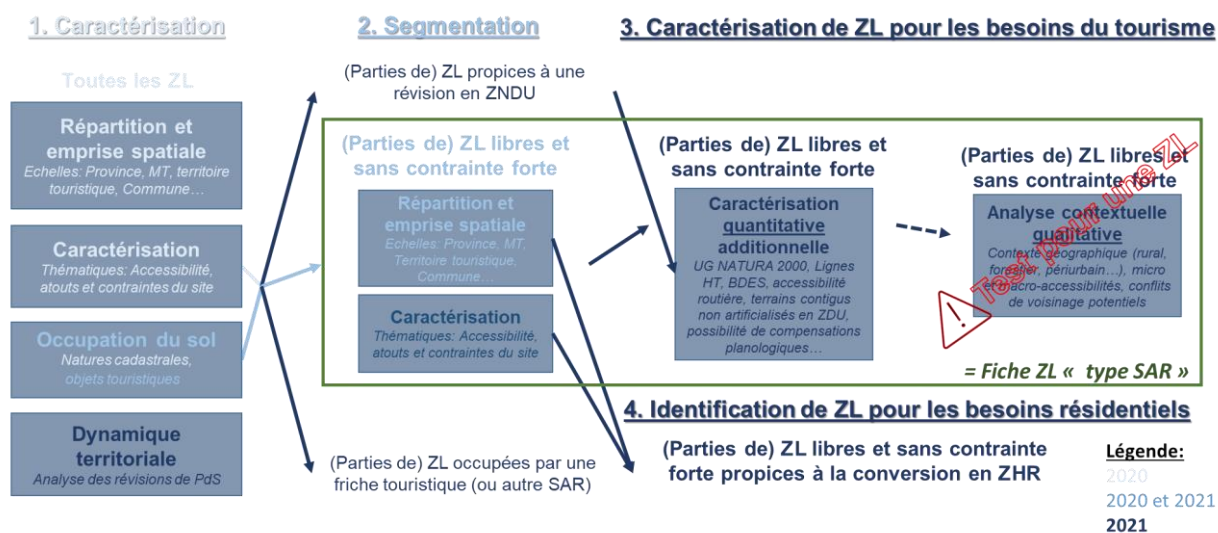 1. Caractérisation
Toutes les ZL
Répartition et
emprise spatiale
Echelles: Province, MT, territoire
touristique, Commune…
Caractérisation
Thématiques: Accessibilité,
atouts et contraintes du site
Occupation du sol
Natures cadastrales,
objets touristiques
Dynamique
territoriale
Analyse des révisions de PdS
2. Segmentation
(Parties de) ZL propices à une
révision en ZNDU
(Parties de) ZL libres et
sans contrainte forte
Répartition et
emprise spatiale
Echelles: Province, MT,
Territoire touristique,
Commune…
Caractérisation
Thématiques: Accessibilité,
atouts et contraintes du site
(Parties de) ZL occupées par une
friche touristique (ou autre SAR)
3. Caractérisation de ZL pour les besoins du tourisme
(Parties de) ZL libres et
sans contrainte forte
Caractérisation
quantitative
additionnelle
UG NATURA 2000, Lignes
HT, BDES, accessibilité
routière, terrains contigus
non artificialisés en ZDU,
possibilité de compensations
planologiques…
(Parties de) ZL libres et
sans contrainte forte
Analyse contextuelle
qualitative
Contexte géographique (rural,
forestier, périurbain…), micro
et macro-accessibilités, conflits
de voisinage potentiels
Test pour une ZL
= Fiche ZL « type SAR »
4. Identification de ZL pour les besoins résidentiels
(Parties de) ZL libres et sans contrainte
forte propices à la conversion en ZHR
Légende:
2020
2020 et 2021
2021